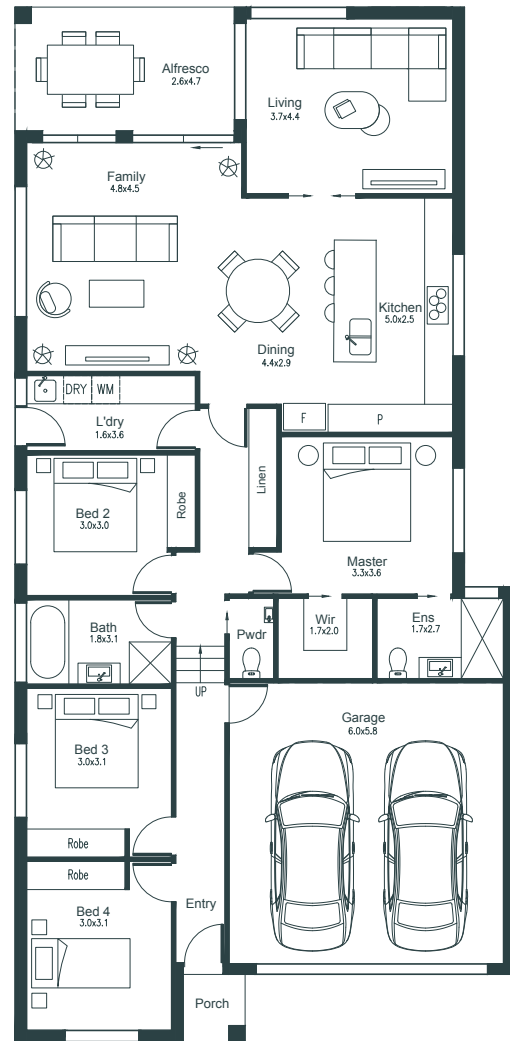 Alfresco
2.6x4.7
Living
3.7x4.4
Family
4.8x4.5
Kitchen
5.0x2.5
Dining
4.4x2.9
DRY WM
L'dry
1.6x3.6
F
P
Linen
Bed 2
3.0x3.0
Robe
Master
3.3x3.6
Bath
1.8x3.1
Pwdr
Wir
1.7x2.0
Ens
1.7x2.7
UP
Garage
6.0x5.8
Bed 3
3.0x3.1
Robe
Robe
Bed 4
3.0x3.1
Entry
Porch